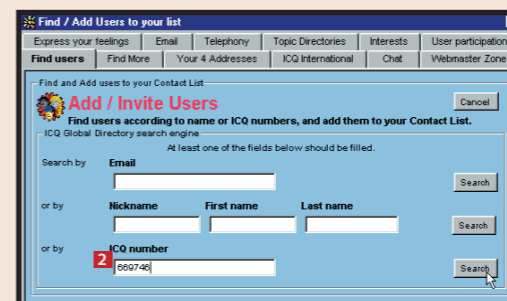 Find / Add Users to your list
Express your feelings Email Telephony Topic Directories Interests User participation
Find users Find More Your 4 Addresses ICQ International Chat Webmaster Zone
Find and Add users to your Contact List
Add / Invite Users Cancel
Find users according to name or ICQ numbers, and add them to your Contact List.
ICQ Global Directory search engine
At least one of the fields below should be filled.
Search by Email
Search
or by Nickname First name Last name
Search
or by ICQ number
2 669746 Search